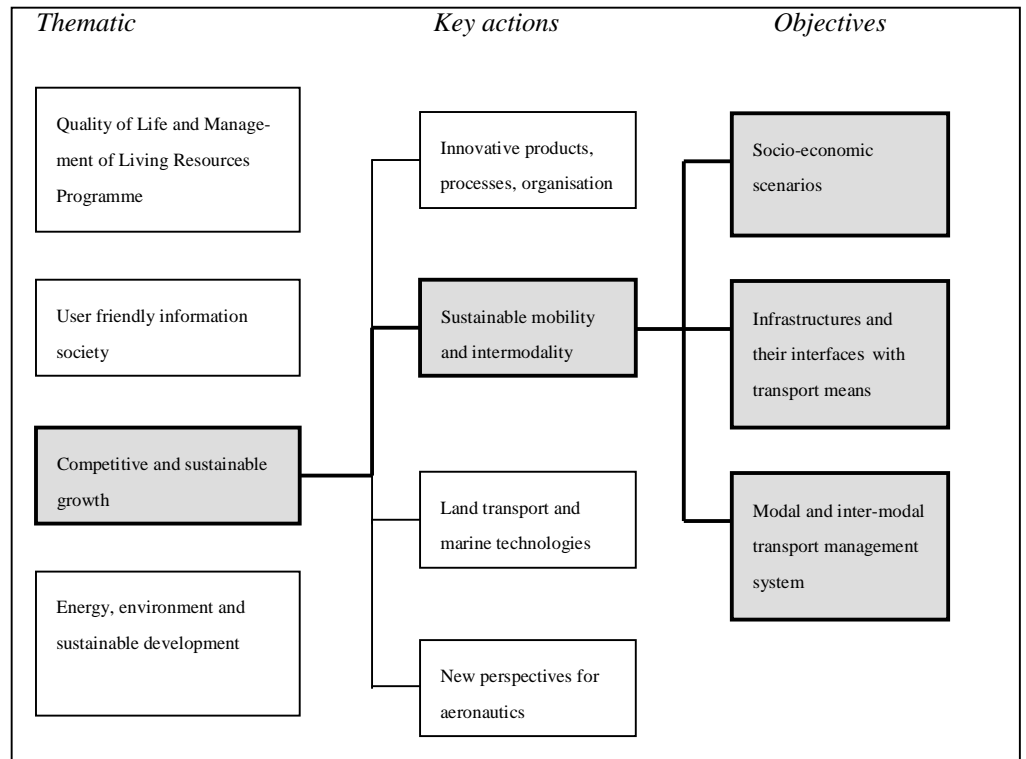 Thematic
Key actions
Objectives
Quality of Life and Manage-
ment of Living Resources
Programme
User friendly information
society
Competitive and sustainable
growth
Energy, environment and
sustainable development
Innovative products,
processes, organisation
Sustainable mobility
and intermodality
Land transport and
marine technologies
New perspectives for
aeronautics
Socio-economic
scenarios
Infrastructures and
their interfaces with
transport means
Modal and inter-modal
transport management
system